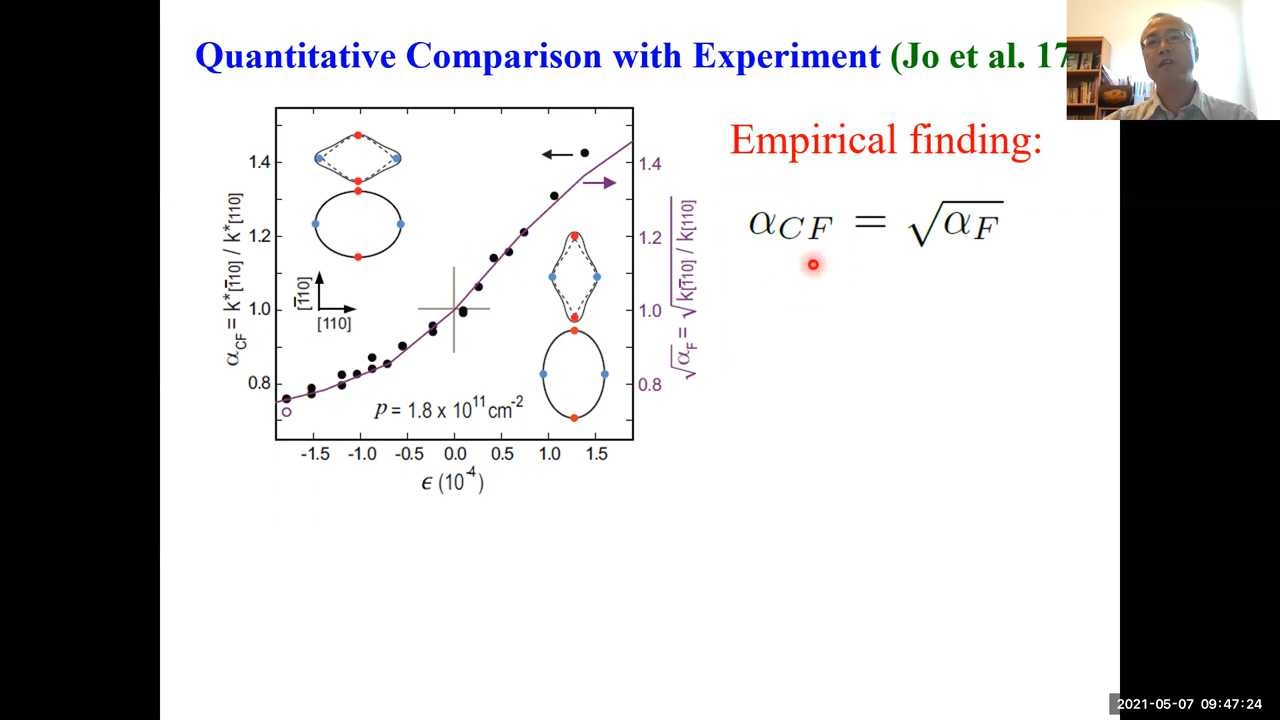 Quantitative Comparison with Experiment (Jo et al. 17
Empirical finding:
α_CF = √α_F
α_CF = k*[1̄10] / k*[110]
1.4
1.2
1.0
0.8
[1̄10]
[110]
p = 1.8 x 10^11 cm^-2
1.4
1.2
1.0
0.8
√α_F = √k[1̄10] / k[110]
-1.5 -1.0 -0.5 0.0 0.5 1.0 1.5
ϵ (10^-4)
2021-05-07 09:47:24